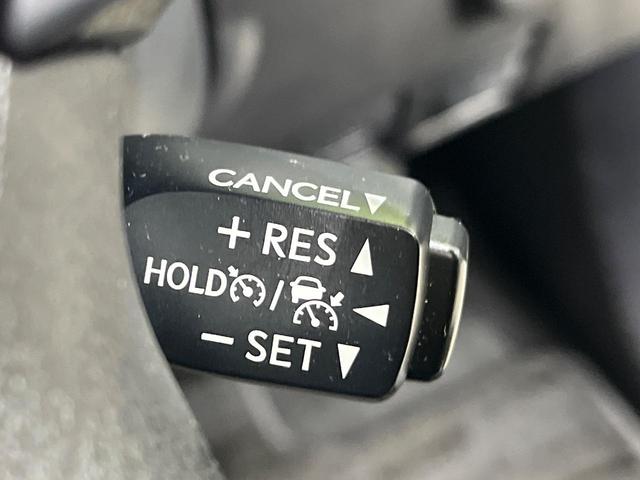 CANCEL▼
+ RES ▲
HOLD / ◀
− SET ▼